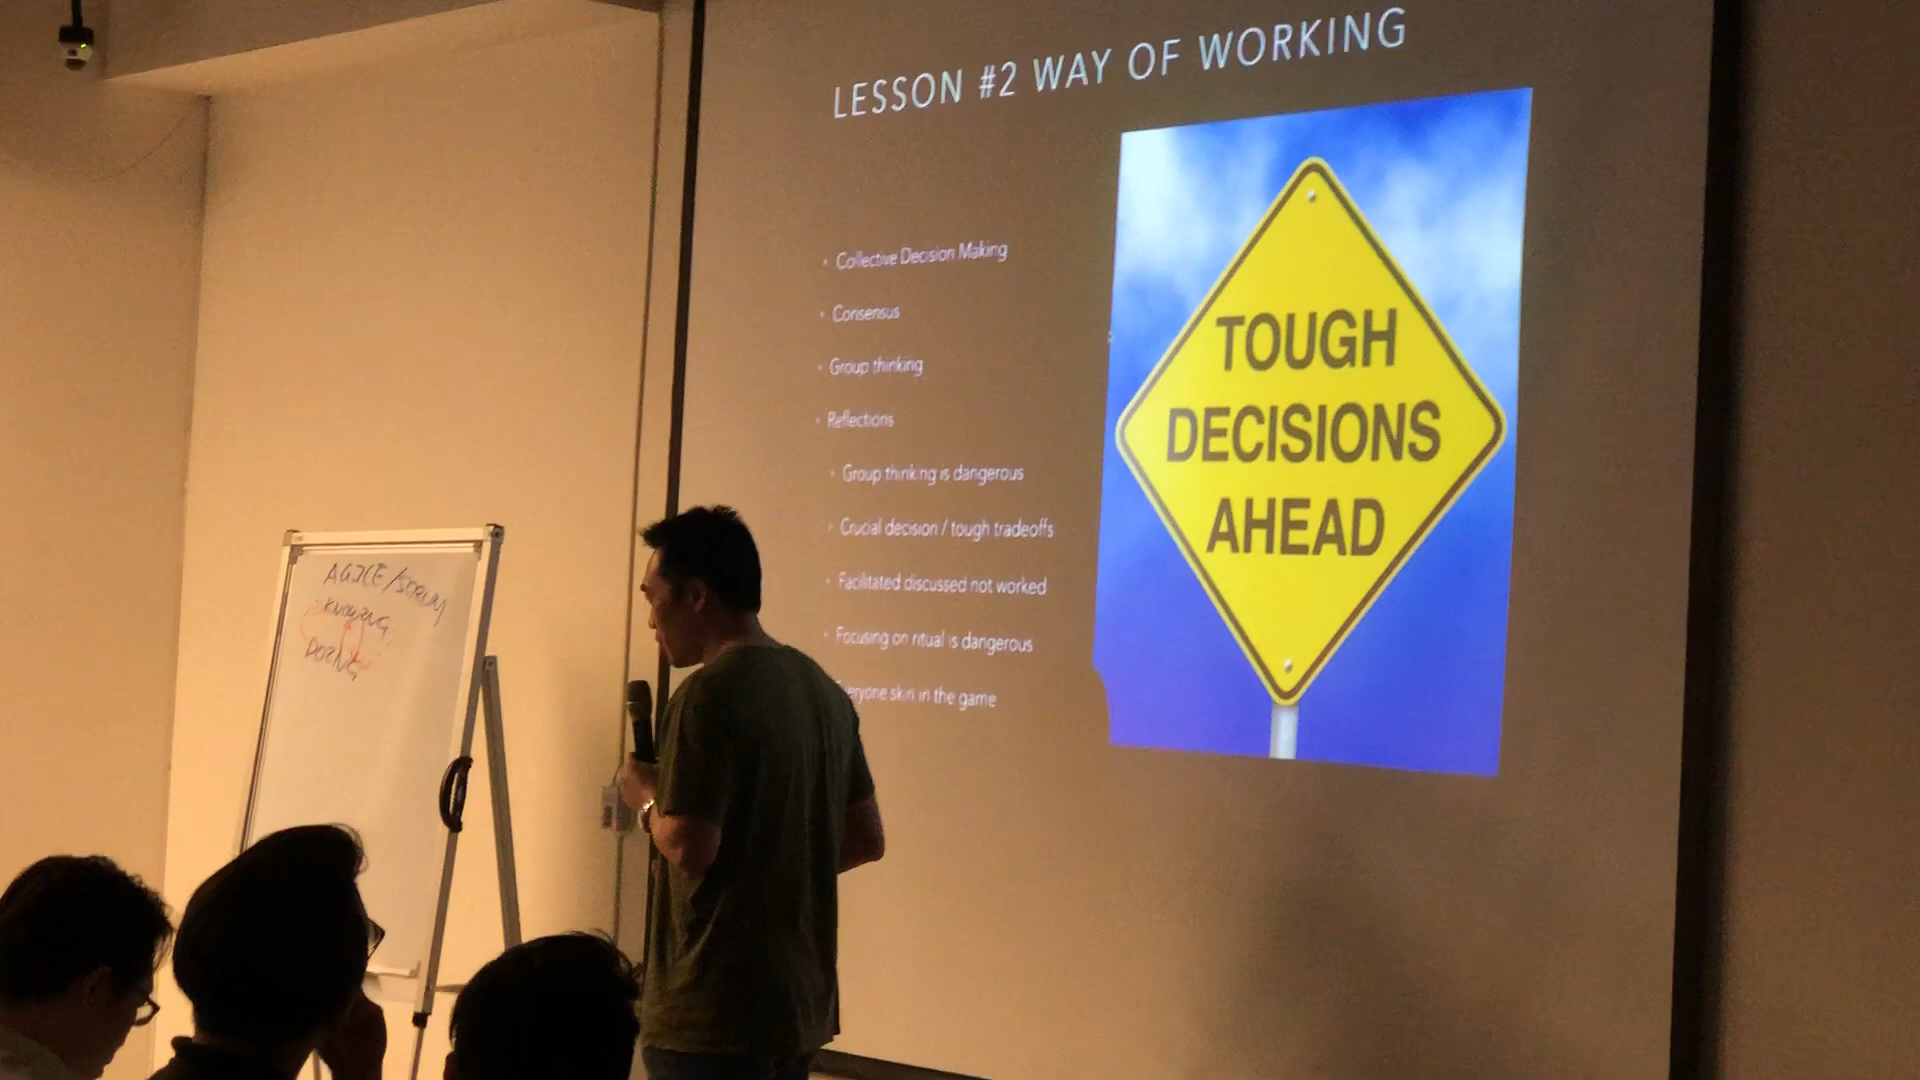 LESSON #2 WAY OF WORKING
Collective Decision Making
Consensus
Group thinking
Reflections
Group thinking is dangerous
Crucial decision / tough tradeoffs
Facilitated discussed not worked
Focusing on ritual is dangerous
eryone skin in the game
TOUGH
DECISIONS
AHEAD
AGILE/SCRUM
KNOWING
DOING